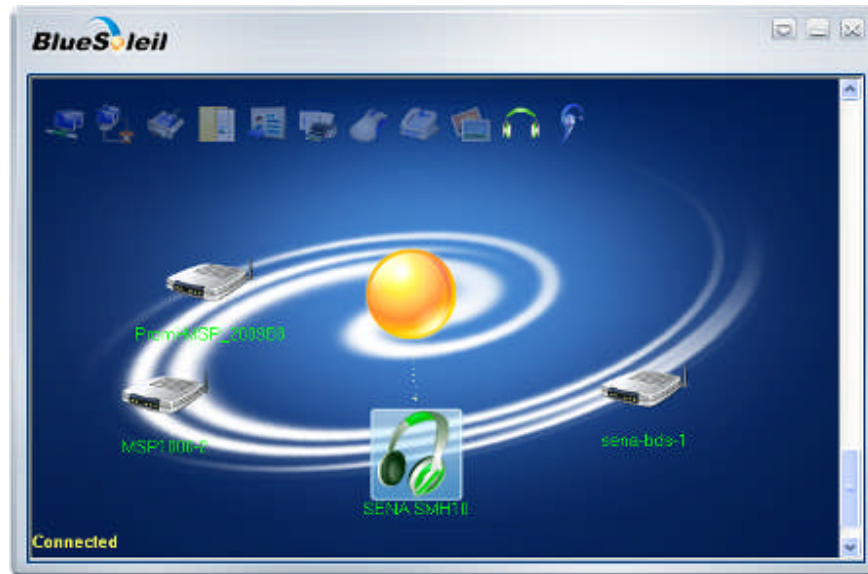 BlueSoleil
MSP1000-2
sena-bds-1
SENA SMH10
Connected